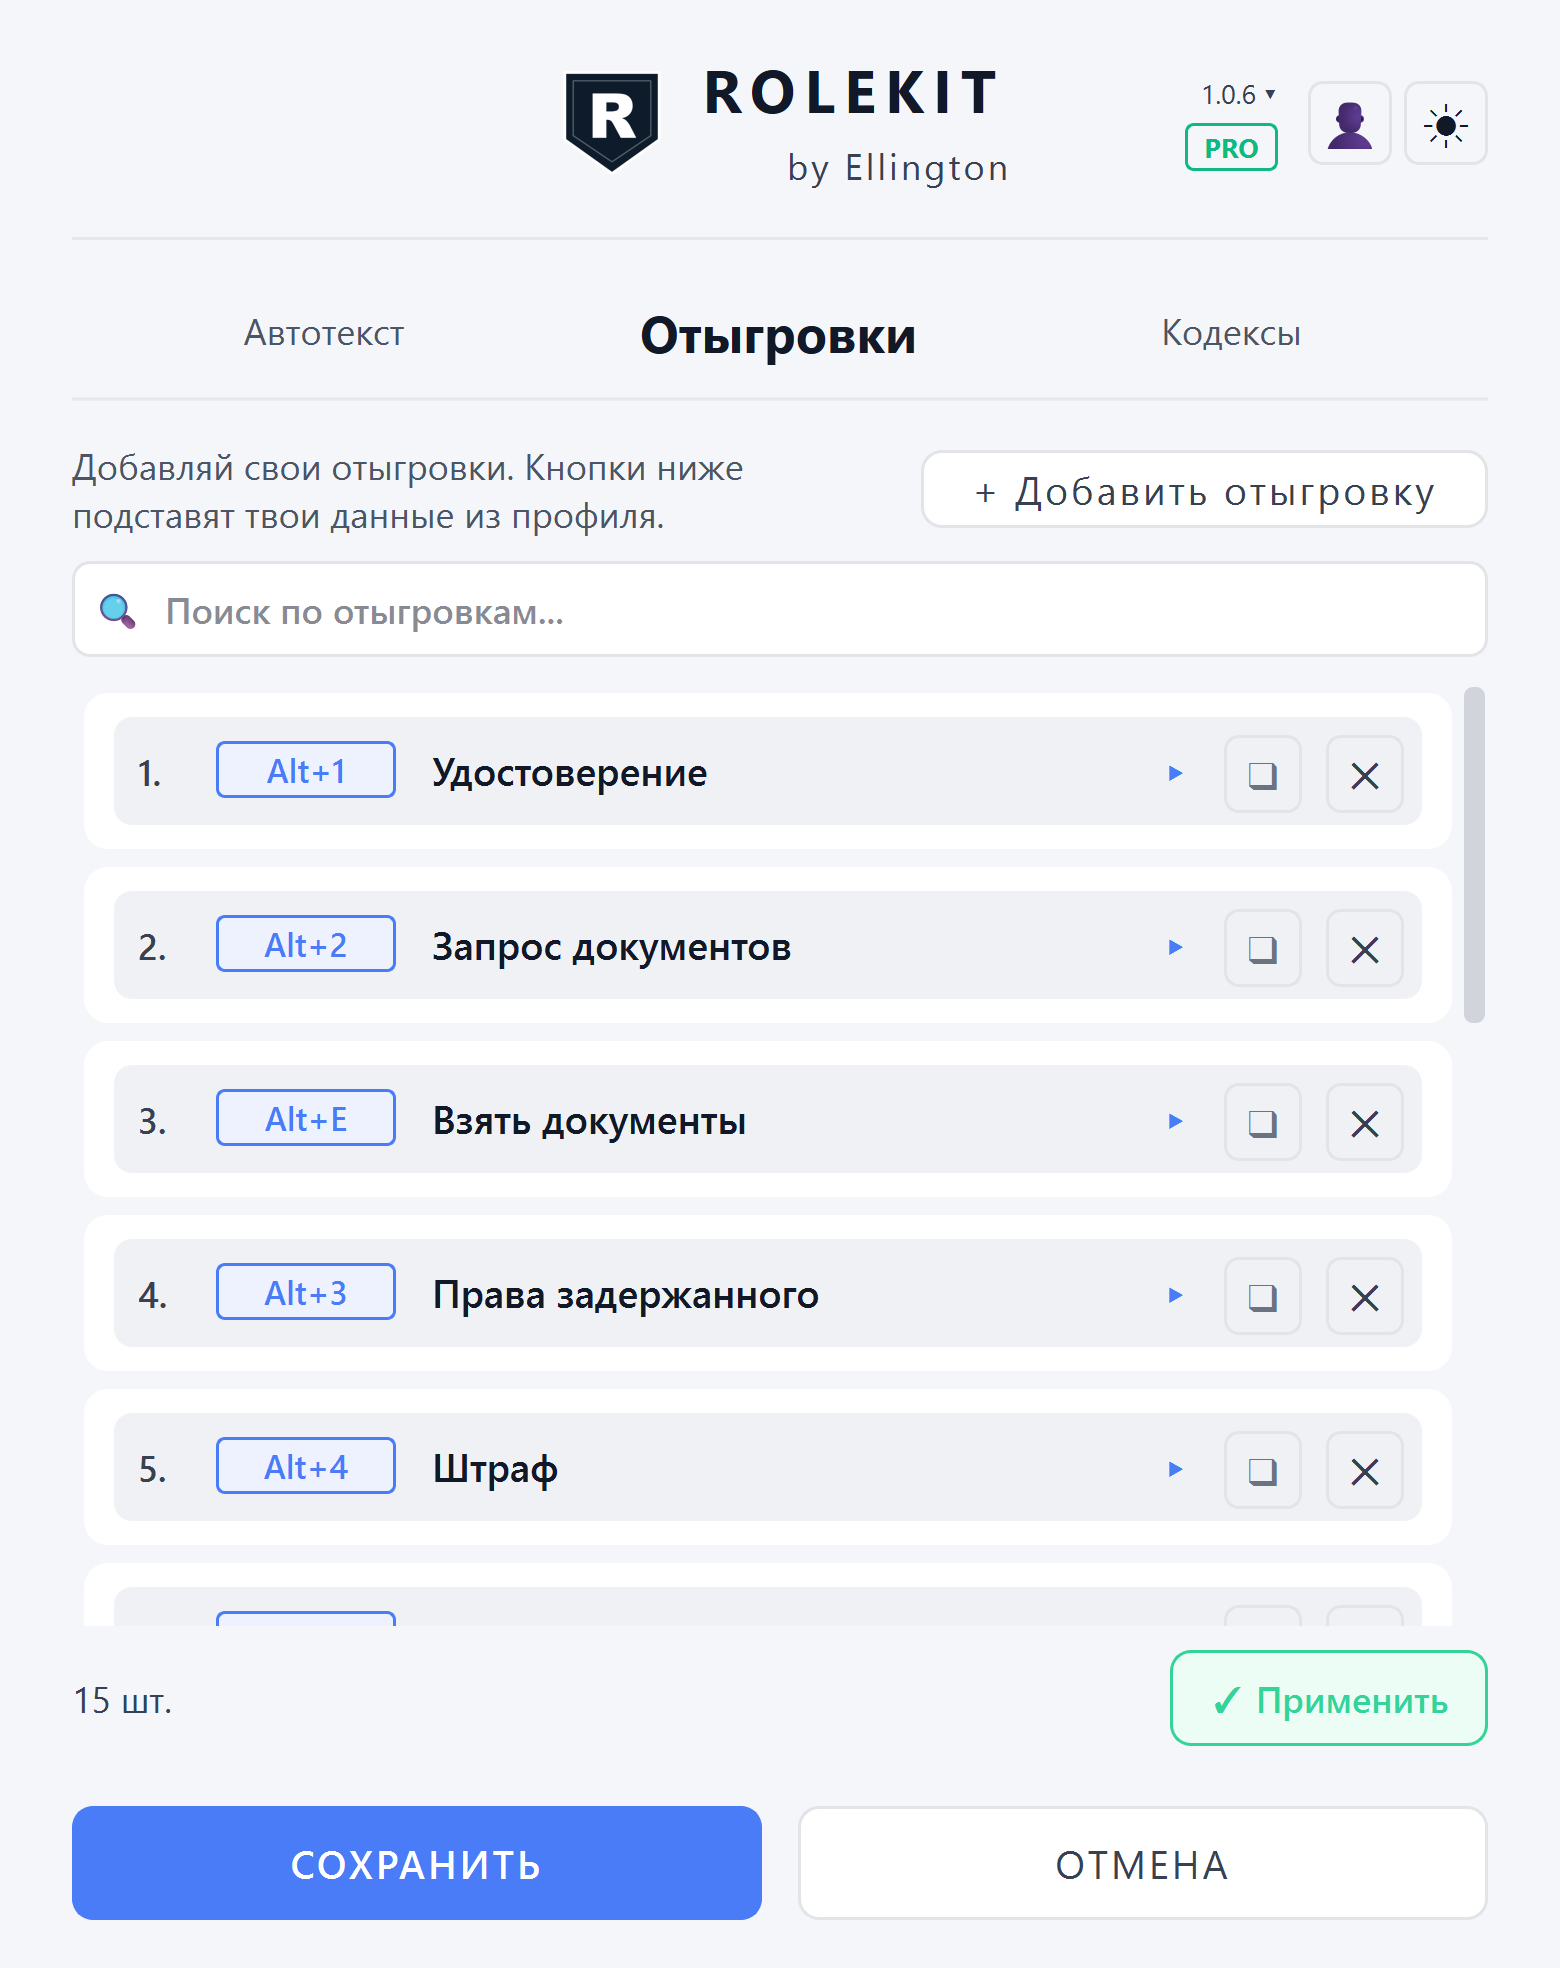 R
ROLEKIT
by Ellington
1.0.6 ▼
PRO
Автотекст
Отыгровки
Кодексы
Добавляй свои отыгровки. Кнопки ниже
подставят твои данные из профиля.
+ Добавить отыгровку
Поиск по отыгровкам...
1. Alt+1 Удостоверение
2. Alt+2 Запрос документов
3. Alt+E Взять документы
4. Alt+3 Права задержанного
5. Alt+4 Штраф
15 шт.
✓ Применить
СОХРАНИТЬ
ОТМЕНА